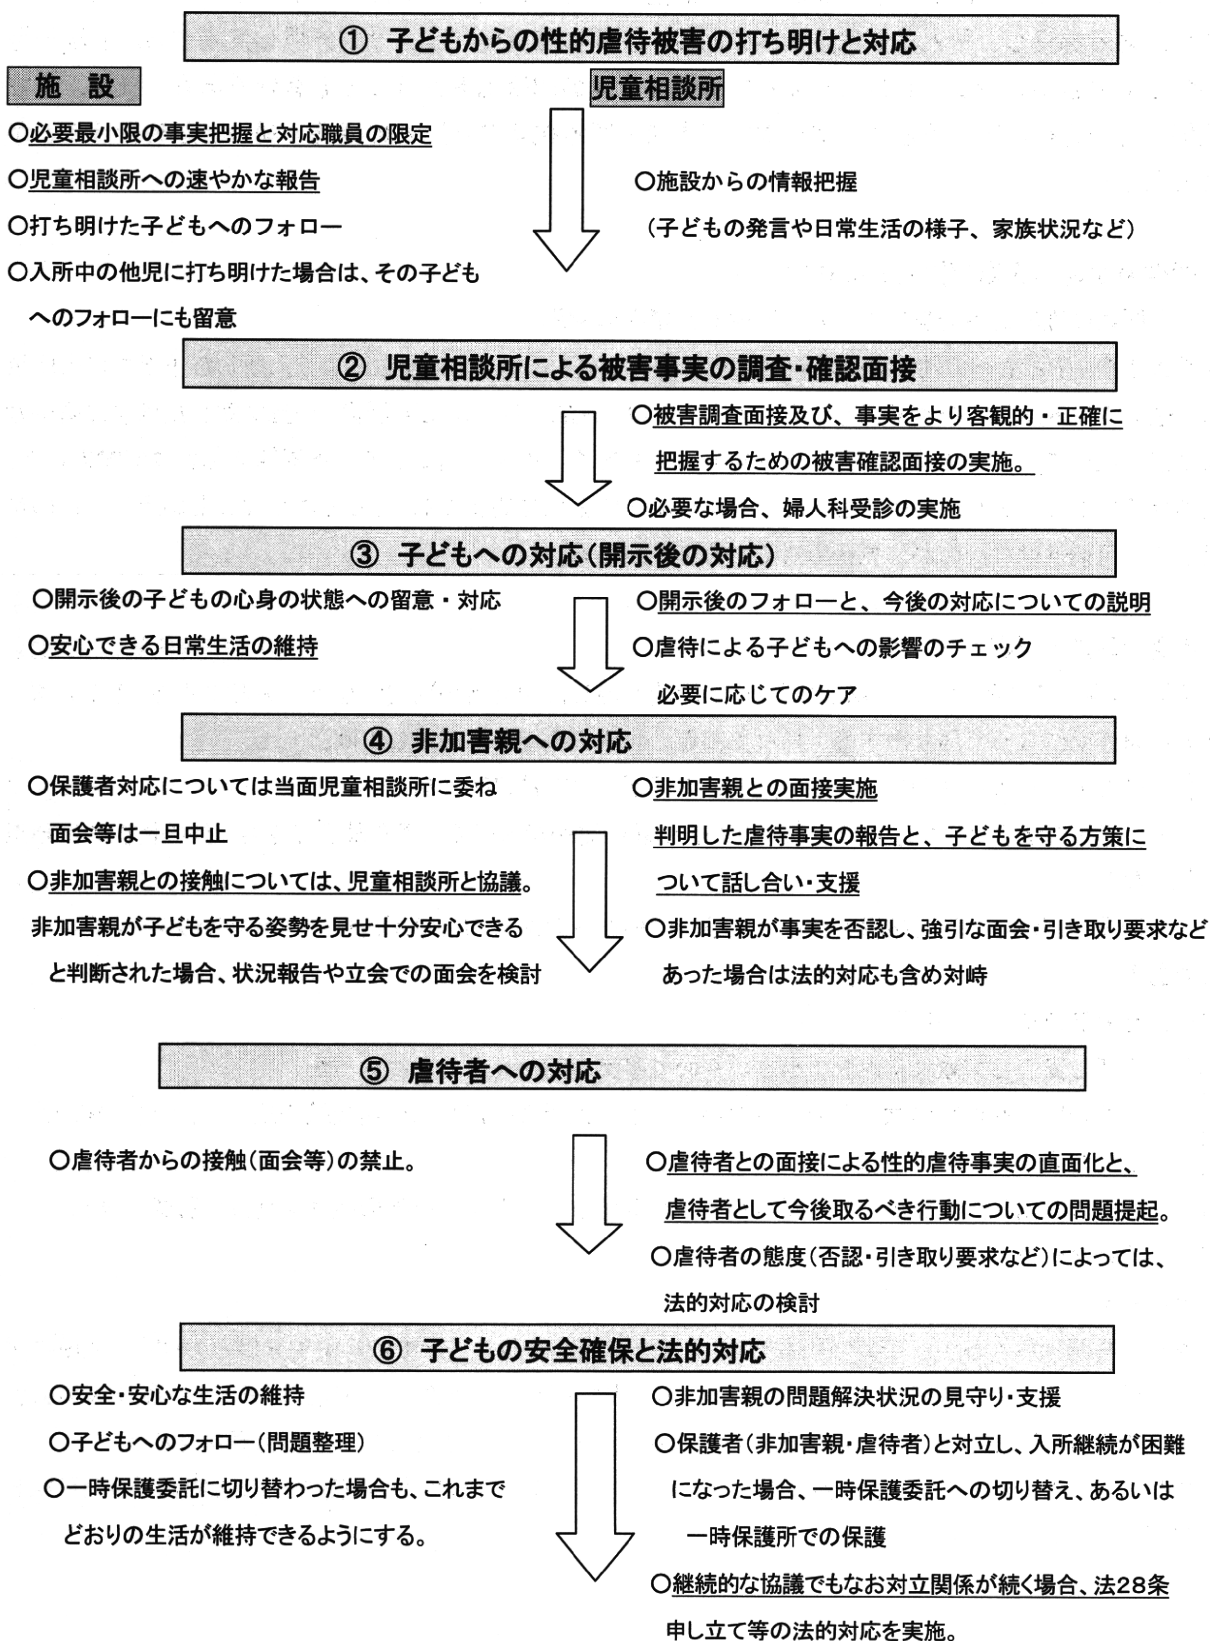 ① 子どもからの性的虐待被害の打ち明けと対応
施 設
児童相談所
○必要最小限の事実把握と対応職員の限定
○児童相談所への速やかな報告
○打ち明けた子どもへのフォロー
○入所中の他児に打ち明けた場合は、その子ども
へのフォローにも留意
○施設からの情報把握
（子どもの発言や日常生活の様子、家族状況など）
② 児童相談所による被害事実の調査・確認面接
○被害調査面接及び、事実をより客観的・正確に
把握するための被害確認面接の実施。
○必要な場合、婦人科受診の実施
③ 子どもへの対応（開示後の対応）
○開示後の子どもの心身の状態への留意・対応
○安心できる日常生活の維持
○開示後のフォローと、今後の対応についての説明
○虐待による子どもへの影響のチェック
必要に応じてのケア
④ 非加害親への対応
○保護者対応については当面児童相談所に委ね
面会等は一旦中止
○非加害親との接触については、児童相談所と協議。
非加害親が子どもを守る姿勢を見せ十分安心できる
と判断された場合、状況報告や立会での面会を検討
○非加害親との面接実施
判明した虐待事実の報告と、子どもを守る方策に
ついて話し合い・支援
○非加害親が事実を否認し、強引な面会・引き取り要求など
あった場合は法的対応も含め対峙
⑤ 虐待者への対応
○虐待者からの接触（面会等）の禁止。
○虐待者との面接による性的虐待事実の直面化と、
虐待者として今後取るべき行動についての問題提起。
○虐待者の態度（否認・引き取り要求など）によっては、
法的対応の検討
⑥ 子どもの安全確保と法的対応
○安全・安心な生活の維持
○子どもへのフォロー（問題整理）
○一時保護委託に切り替わった場合も、これまで
どおりの生活が維持できるようにする。
○非加害親の問題解決状況の見守り・支援
○保護者（非加害親・虐待者）と対立し、入所継続が困難
になった場合、一時保護委託への切り替え、あるいは
一時保護所での保護
○継続的な協議でもなお対立関係が続く場合、法２８条
申し立て等の法的対応を実施。